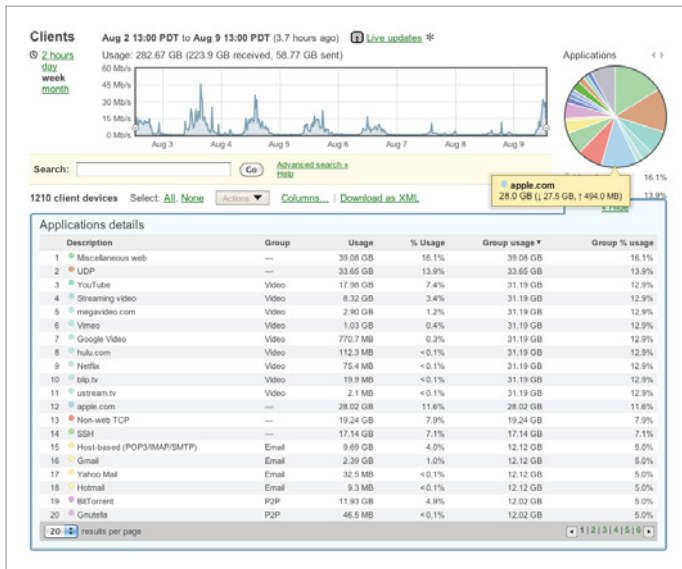 Clients
Aug 2 13:00 PDT to Aug 9 13:00 PDT (3.7 hours ago) Live updates
2 hours
day
week
month
Usage: 282.67 GB (223.9 GB received, 58.77 GB sent)
60 Mb/s
45 Mb/s
30 Mb/s
15 Mb/s
0 Mb/s
Aug 3 Aug 4 Aug 5 Aug 6 Aug 7 Aug 8 Aug 9
Applications
16.1%
13.9%
apple.com
28.0 GB (↓ 27.5 GB, ↑ 494.0 MB)
Search: Go Advanced search »
Help
1210 client devices Select: All, None Actions ▼ Columns... | Download as XML
Applications details
Description Group Usage % Usage Group usage ▼ Group % usage
1 Miscellaneous web — 39.08 GB 16.1% 39.08 GB 16.1%
2 UDP — 33.65 GB 13.9% 33.65 GB 13.9%
3 YouTube Video 17.98 GB 7.4% 31.19 GB 12.9%
4 Streaming video Video 8.32 GB 3.4% 31.19 GB 12.9%
5 megavideo.com Video 2.90 GB 1.2% 31.19 GB 12.9%
6 Vimeo Video 1.03 GB 0.4% 31.19 GB 12.9%
7 Google Video Video 770.7 MB 0.3% 31.19 GB 12.9%
8 hulu.com Video 112.3 MB <0.1% 31.19 GB 12.9%
9 Netflix Video 75.4 MB <0.1% 31.19 GB 12.9%
10 blip.tv Video 19.9 MB <0.1% 31.19 GB 12.9%
11 ustream.tv Video 2.1 MB <0.1% 31.19 GB 12.9%
12 apple.com — 28.02 GB 11.6% 28.02 GB 11.6%
13 Non-web TCP — 19.24 GB 7.9% 19.24 GB 7.9%
14 SSH — 17.14 GB 7.1% 17.14 GB 7.1%
15 Host-based (POP3/IMAP/SMTP) Email 9.69 GB 4.0% 12.12 GB 5.0%
16 Gmail Email 2.39 GB 1.0% 12.12 GB 5.0%
17 Yahoo Mail Email 32.5 MB <0.1% 12.12 GB 5.0%
18 Hotmail Email 9.3 MB <0.1% 12.12 GB 5.0%
19 BitTorrent P2P 11.93 GB 4.9% 12.02 GB 5.0%
20 Gnutella P2P 46.5 MB <0.1% 12.02 GB 5.0%
20 results per page 1|2|3|4|5|6